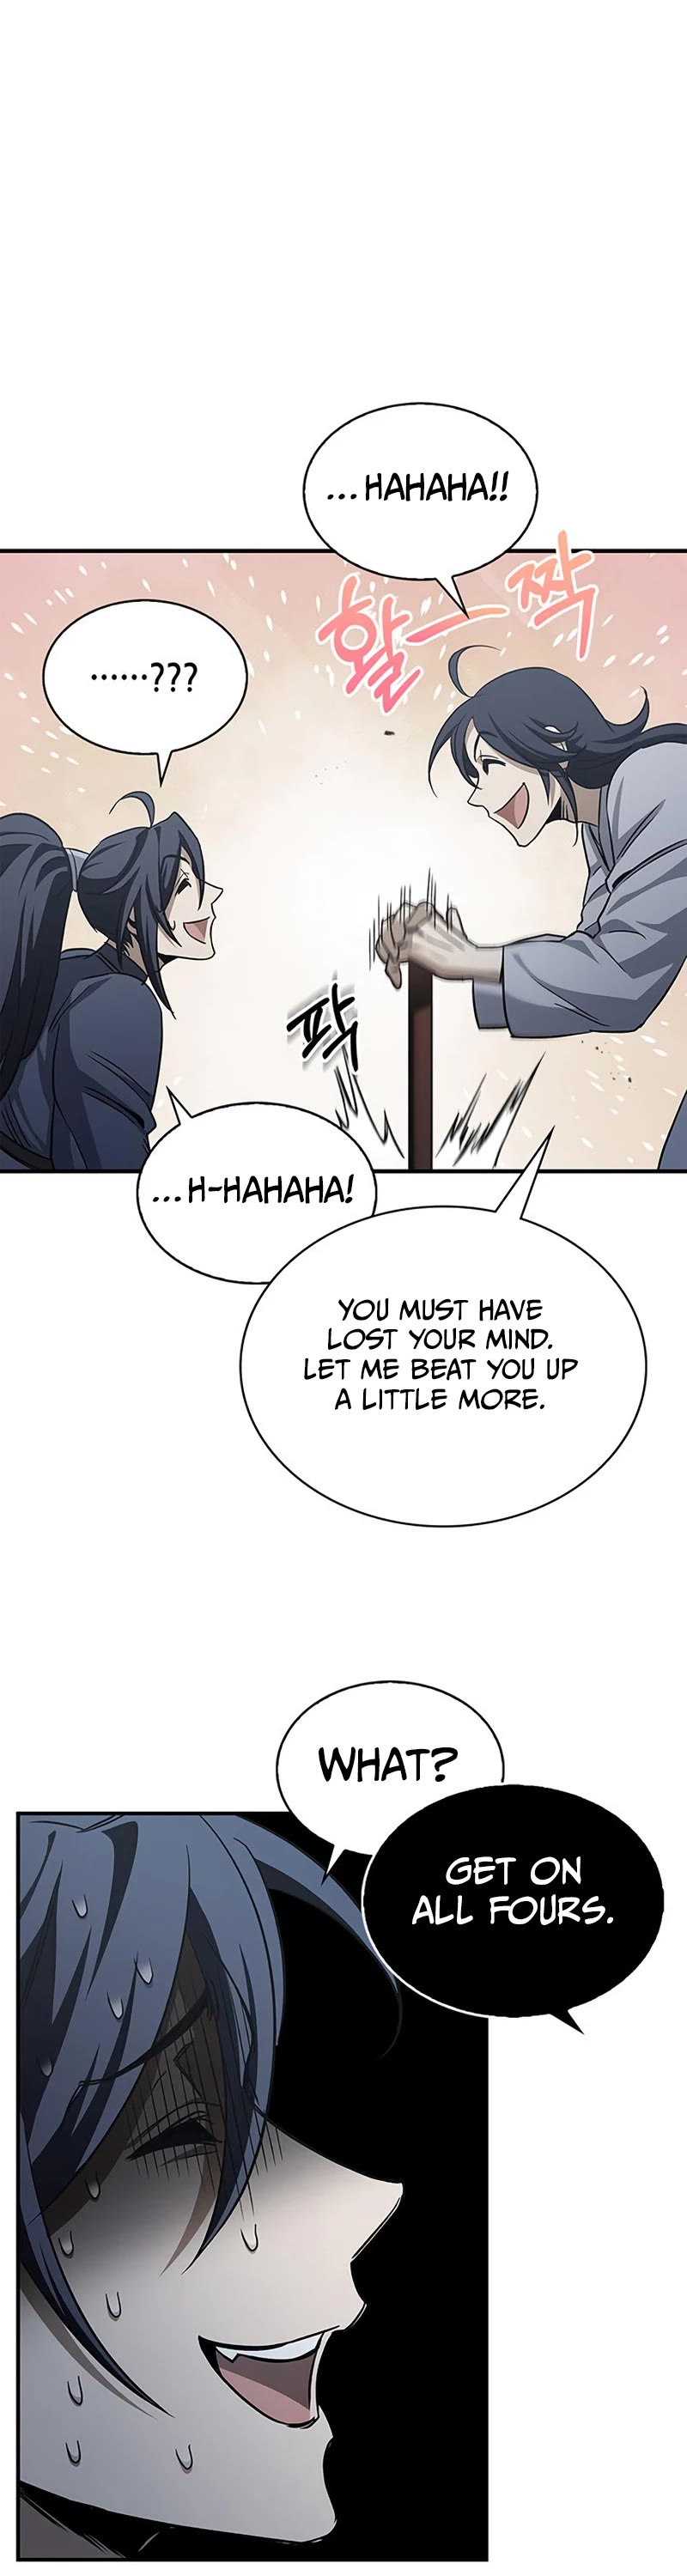 ...HAHAHA!!
활—짝
......???
팍
...H-HAHAHA!
YOU MUST HAVE
LOST YOUR MIND.
LET ME BEAT YOU UP
A LITTLE MORE.
WHAT?
GET ON
ALL FOURS.